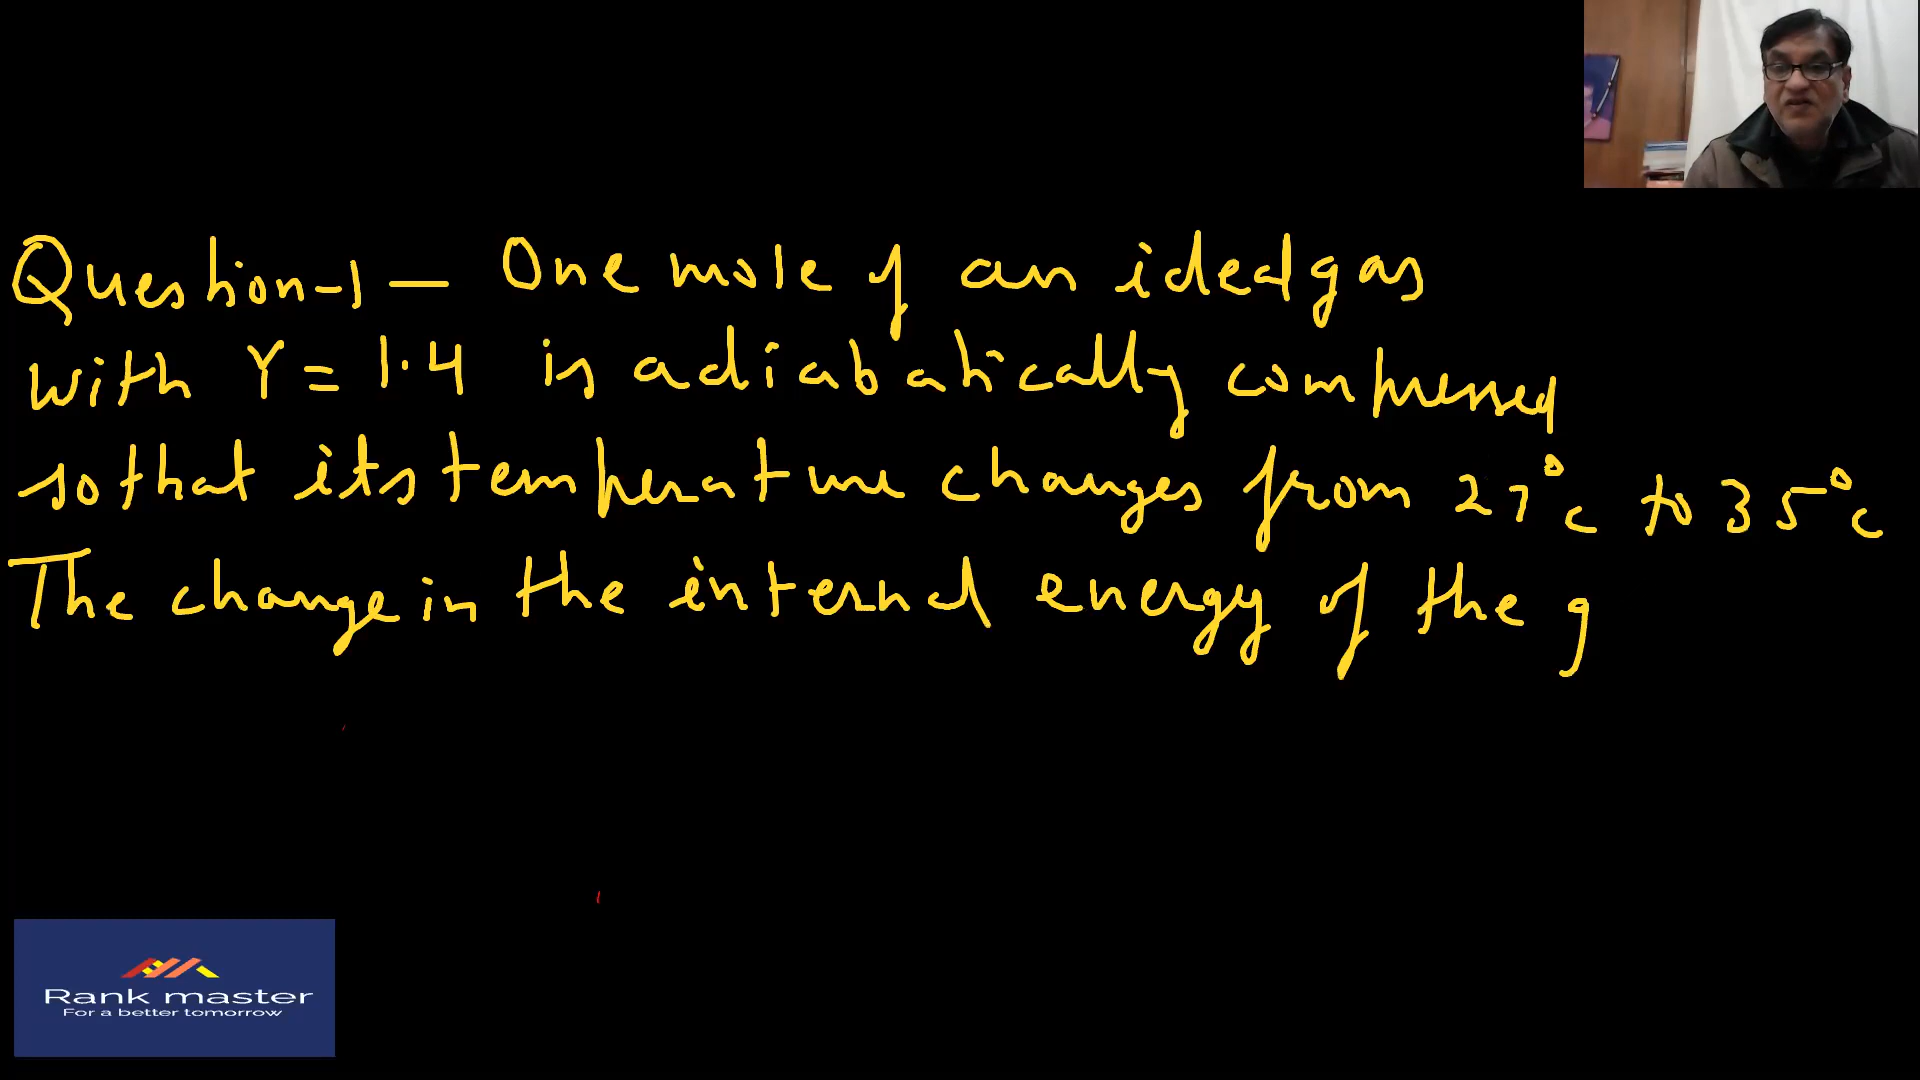 Question-1 — One mole of an ideal gas
with γ = 1.4 is adiabatically compressed
so that its temperature changes from 27°c to 35°c
The change in the internal energy of the g
Rank master
For a better tomorrow